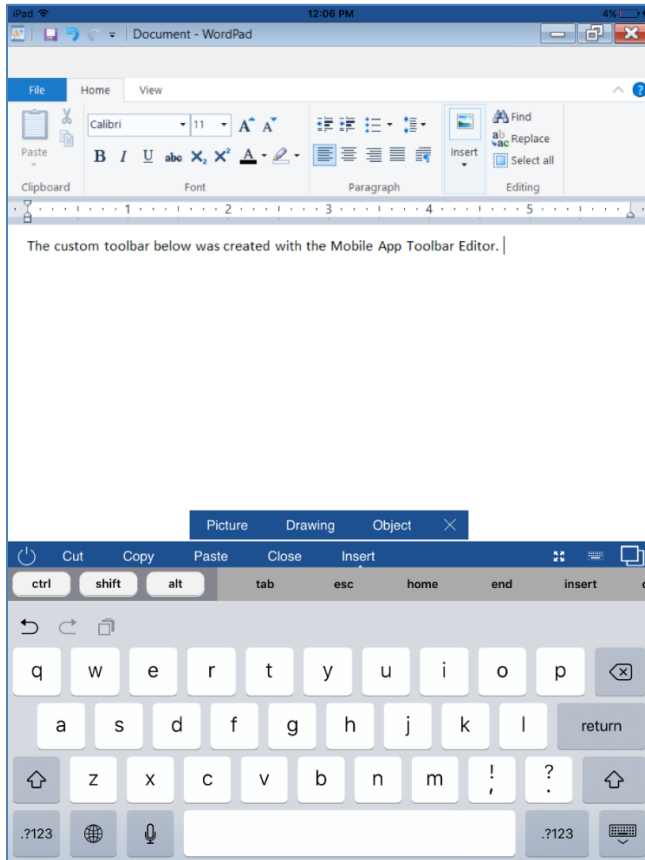 iPad 12:06 PM 4%
Document - WordPad
File Home View
Calibri 11
Find
Replace
Paste B I U abc X₂ X² A Insert Select all
Clipboard Font Paragraph Editing
1 2 3 4 5
The custom toolbar below was created with the Mobile App Toolbar Editor.
Picture Drawing Object
Cut Copy Paste Close Insert
ctrl shift alt tab esc home end insert
q w e r t y u i o p
a s d f g h j k l return
z x c v b n m ! , ? .
.?123 .?123